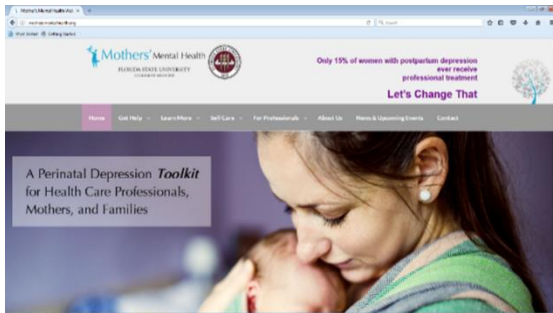 Mothers' Mental Health
FLORIDA STATE UNIVERSITY
Only 15% of women with postpartum depression
ever receive
professional treatment
Let's Change That
Home Get Help Learn More Self-Care For Professionals About Us News & Upcoming Events Contact
A Perinatal Depression Toolkit
for Health Care Professionals,
Mothers, and Families